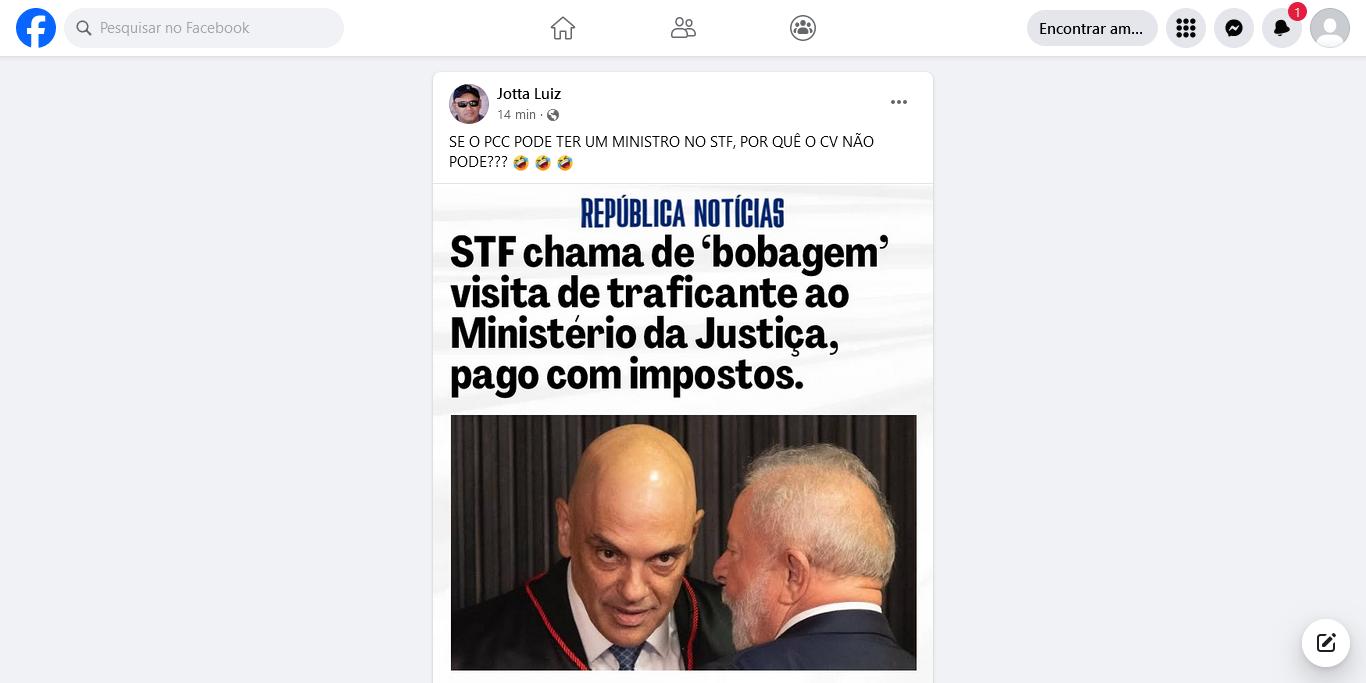 Pesquisar no Facebook
Encontrar am...
1
Jotta Luiz
14 min ·
SE O PCC PODE TER UM MINISTRO NO STF, POR QUÊ O CV NÃO
PODE??? 🤣 🤣 🤣
REPÚBLICA NOTÍCIAS
STF chama de ‘bobagem’
visita de traficante ao
Ministério da Justiça,
pago com impostos.